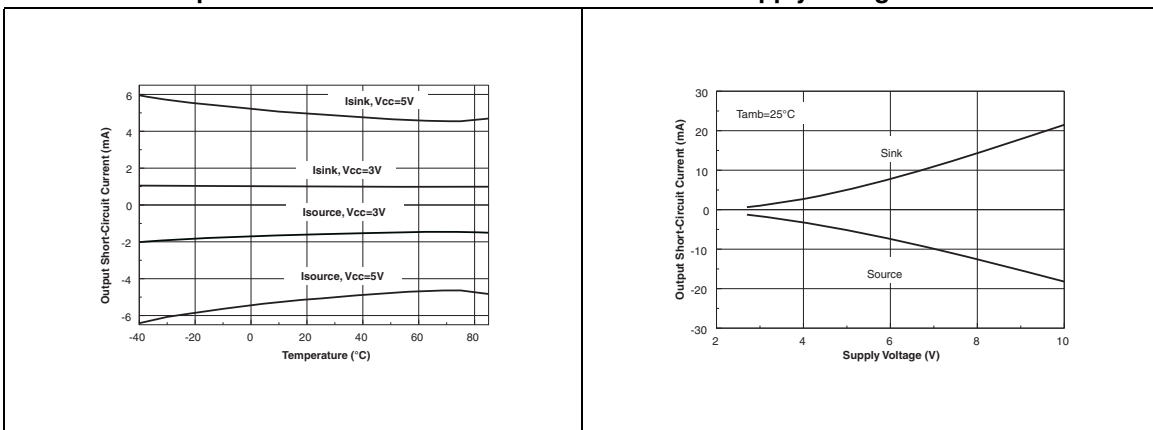 Output Short-Circuit Current (mA)
6
4
2
0
-2
-4
-6
Isink, Vcc=5V
Isink, Vcc=3V
Isource, Vcc=3V
Isource, Vcc=5V
-40 -20 0 20 40 60 80
Temperature (°C)
Output Short-Circuit Current (mA)
30
20
10
0
-10
-20
-30
Tamb=25°C
Sink
Source
2 4 6 8 10
Supply Voltage (V)